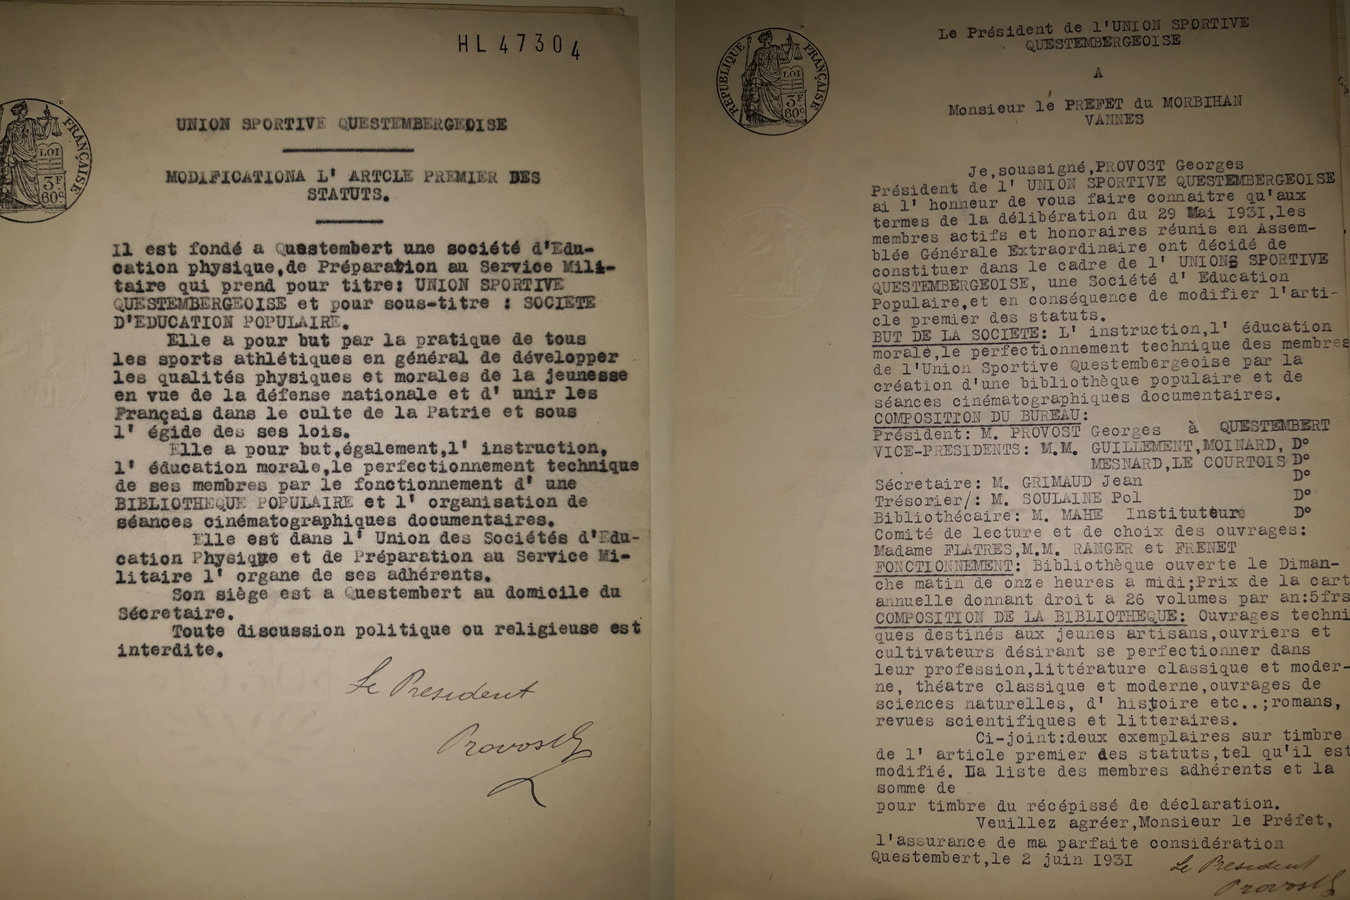 HL 47304
FRANÇAISE
LOI
3F
60c
UNION SPORTIVE QUESTEMBERGEOISE
MODIFICATIONA L' ARTCLE PREMIER DES
STATUTS.
Il est fondé a Questembert une société d'Edu-
cation physique,de Préparation au Service Mili-
taire qui prend pour titre: UNION SPORTIVE
QUESTEMBERGEOISE et pour sous-titre : SOCIETE
D'EDUCATION POPULAIRE.
Elle a pour but par la pratique de tous
les sports athlétiques en général de développer
les qualités physiques et morales de la jeunesse
en vue de la défense nationale et d' unir les
Français dans le culte de la Patrie et sous
l' égide des ses lois.
Elle a pour but,également,l' instruction,
l' éducation morale,le perfectionnement technique
de ses membres par le fonctionnement d' une
BIBLIOTHEQUE POPULAIRE et l' organisation de
séances cinématographiques documentaires.
Elle est dans l' Union des Sociétés d'Edu-
cation Physique et de Préparation au Service Mi-
litaire l' organe de ses adhérents.
Son siège est a Questembert au domicile du
Sécretaire.
Toute discussion politique ou religieuse est
interdite.
Le President
Provost
RÉPUBLIQUE FRANÇAISE
LOI
3F
60c
Le Président de l'UNION SPORTIVE
QUESTEMBERGEOISE
A
Monsieur le PREFET du MORBIHAN
VANNES
Je,soussigné,PROVOST Georges
Président de l' UNION SPORTIVE QUESTEMBERGEOISE
ai l' honneur de vous faire connaitre qu'aux
termes de la délibération du 29 Mai 1931,les
membres actifs et honoraires réunis en Assem-
blée Générale Extraordinaire ont décidé de
constituer dans le cadre de l' UNIONS SPORTIVE
QUESTEMBERGEOISE, une Société d' Education
Populaire,et en conséquence de modifier l'arti-
cle premier des statuts.
BUT DE LA SOCIETE: L' instruction,l' éducation
morale,le perfectionnement technique des membres
de l'Union Sportive Questembergeoise par la
création d'une bibliothèque populaire et de
séances cinématographiques documentaires.
COMPOSITION DU BUREAU:
Président: M. PROVOST Georges à QUESTEMBERT
VICE-PRESIDENTS: M.M. GUILLEMENT,MOINARD, D°
MESNARD,LE COURTOIS D°
Sécretaire: M. GRIMAUD Jean D°
Trésorier/: M. SOULAINE Pol D°
Bibliothécaire: M. MAHE Instituteur D°
Comité de lecture et de choix des ouvrages:
Madame FLATRES,M.M. RANGER et FRENET
FONCTIONNEMENT: Bibliothèque ouverte le Diman-
che matin de onze heures a midi;Prix de la cart
annuelle donnant droit a 26 volumes par an:5frs
COMPOSITION DE LA BIBLIOTHEQUE: Ouvrages techni
ques destinés aux jeunes artisans,ouvriers et
cultivateurs désirant se perfectionner dans
leur profession,littérature classique et moder-
ne, théatre classique et moderne,ouvrages de
sciences naturelles, d' histoire etc..;romans,
revues scientifiques et litteraires.
Ci-joint:deux exemplaires sur timbre
de l' article premier des statuts,tel qu'il est
modifié. La liste des membres adhérents et la
somme de
pour timbre du récépissé de déclaration.
Veuillez agréer,Monsieur le Préfet,
l'assurance de ma parfaite considération
Questembert,le 2 juin 1931
Le President
Provost